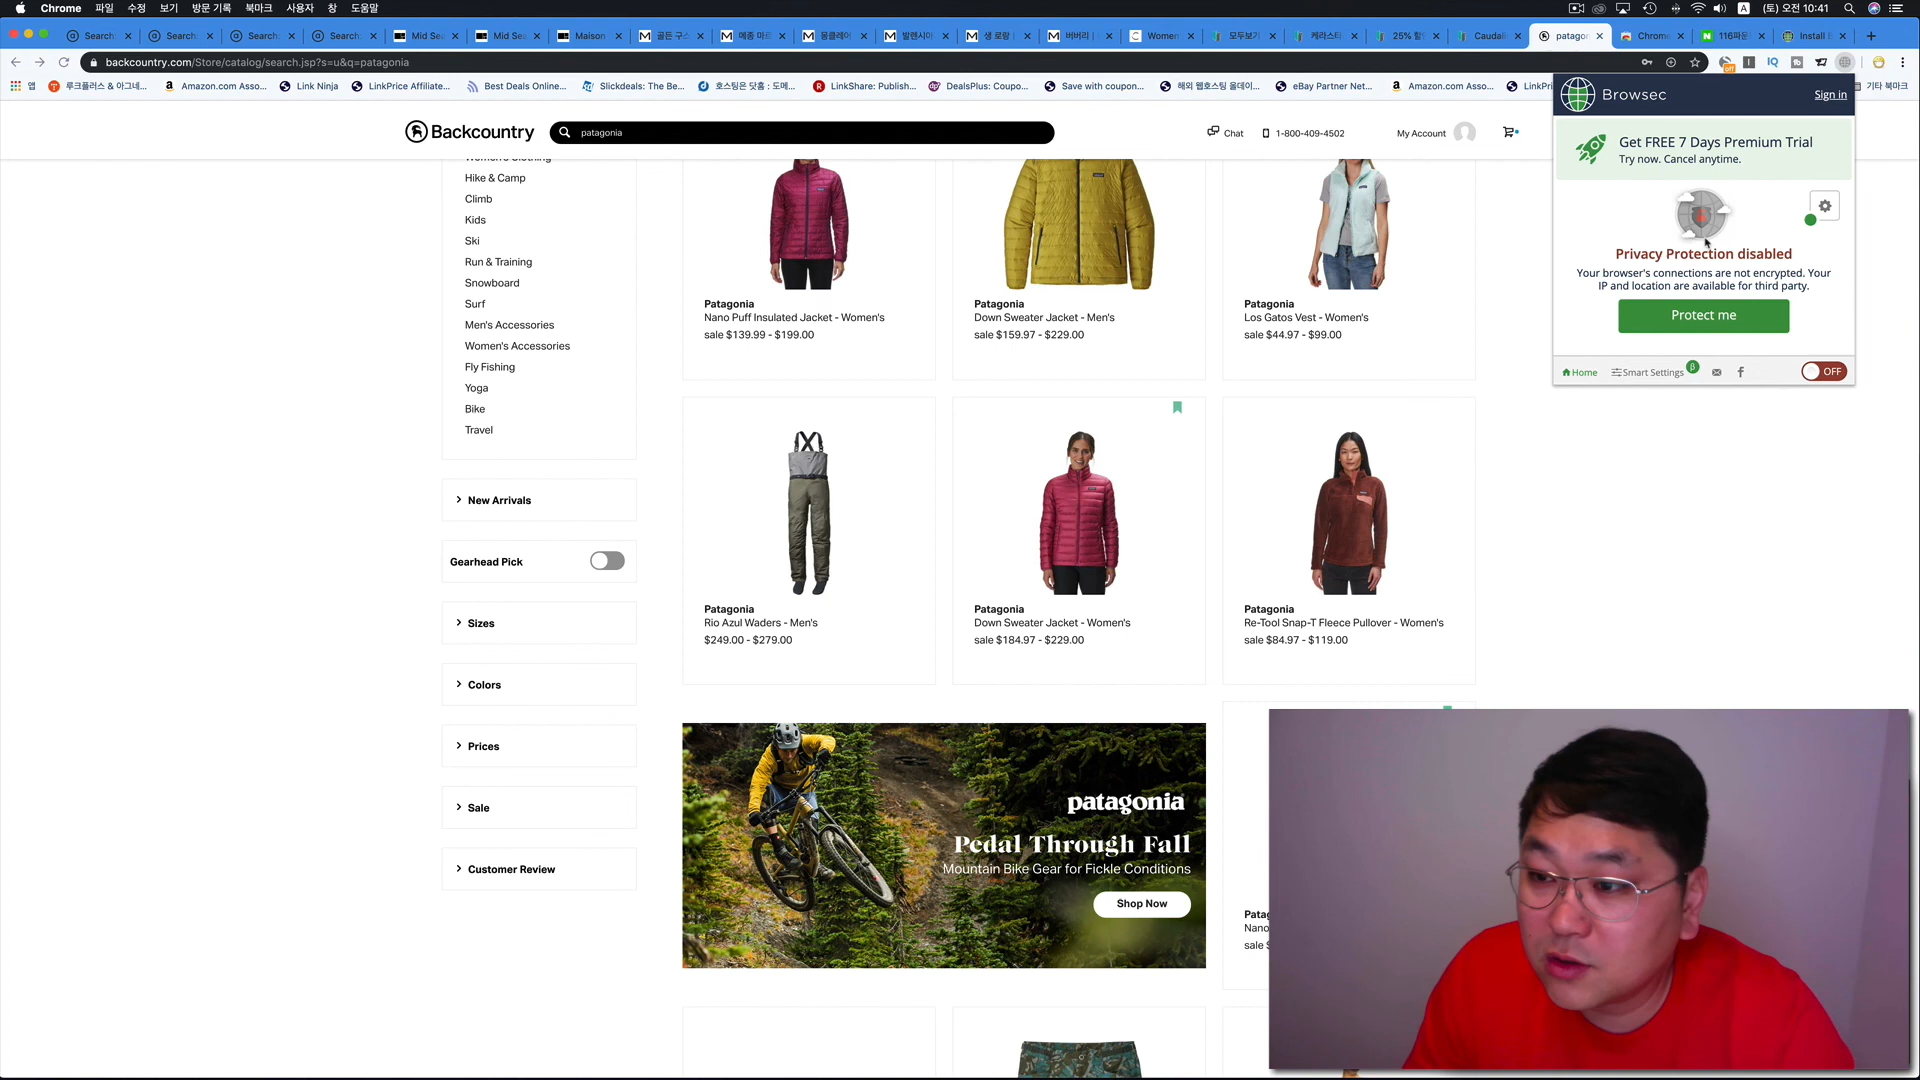 Chrome 파일 수정 보기 방문 기록 북마크 사용자 창 도움말
A (토) 오전 10:41
Search Search Search Search Mid Sea Mid Sea Maison 골든 구스 메종 마르 몽클레어 발렌시아 생 로랑 버버리 Women 모두보기 케라스타 25% 할인 Caudal patagon Chrome 116파운드 Install
backcountry.com/Store/catalog/search.jsp?s=u&q=patagonia
앱 루크플러스 & 아그네... Amazon.com Asso... Link Ninja LinkPrice Affiliate... Best Deals Online... Slickdeals: The Be... 호스팅은 닷홈 : 도메... LinkShare: Publish... DealsPlus: Coupo... Save with coupon... 해외 웹호스팅 올데이... eBay Partner Net... Amazon.com Asso... LinkPri 기타 북마크
Backcountry
patagonia
Chat
1-800-409-4502
My Account
Women's Clothing
Hike & Camp
Climb
Kids
Ski
Run & Training
Snowboard
Surf
Men's Accessories
Women's Accessories
Fly Fishing
Yoga
Bike
Travel
New Arrivals
Gearhead Pick
Sizes
Colors
Prices
Sale
Customer Review
Patagonia
Nano Puff Insulated Jacket - Women's
sale $139.99 - $199.00
Patagonia
Down Sweater Jacket - Men's
sale $159.97 - $229.00
Patagonia
Los Gatos Vest - Women's
sale $44.97 - $99.00
Patagonia
Rio Azul Waders - Men's
$249.00 - $279.00
Patagonia
Down Sweater Jacket - Women's
sale $184.97 - $229.00
Patagonia
Re-Tool Snap-T Fleece Pullover - Women's
sale $84.97 - $119.00
patagonia
Pedal Through Fall
Mountain Bike Gear for Fickle Conditions
Shop Now
Patag
Nano
sale $
Browsec
Sign in
Get FREE 7 Days Premium Trial
Try now. Cancel anytime.
Privacy Protection disabled
Your browser's connections are not encrypted. Your
IP and location are available for third party.
Protect me
Home
Smart Settings β
OFF